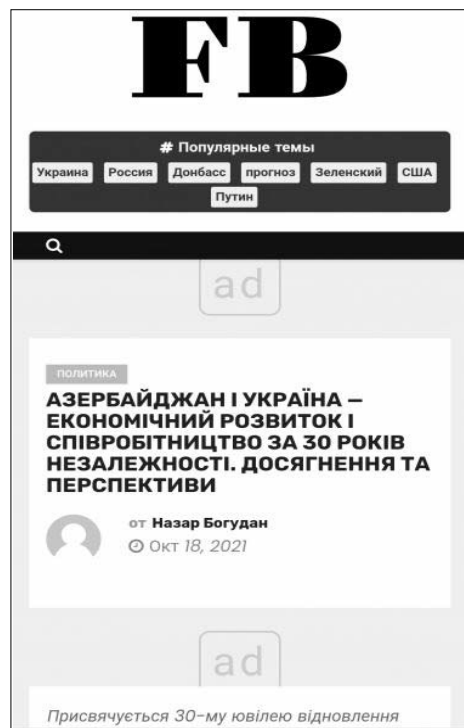 FB
# Популярные темы
Украина Россия Донбасс прогноз Зеленский США
Путин
ad
ПОЛИТИКА
АЗЕРБАЙДЖАН І УКРАЇНА –
ЕКОНОМІЧНИЙ РОЗВИТОК І
СПІВРОБІТНИЦТВО ЗА 30 РОКІВ
НЕЗАЛЕЖНОСТІ. ДОСЯГНЕННЯ ТА
ПЕРСПЕКТИВИ
от Назар Богудан
Окт 18, 2021
ad
Присвячується 30-му ювілею відновлення